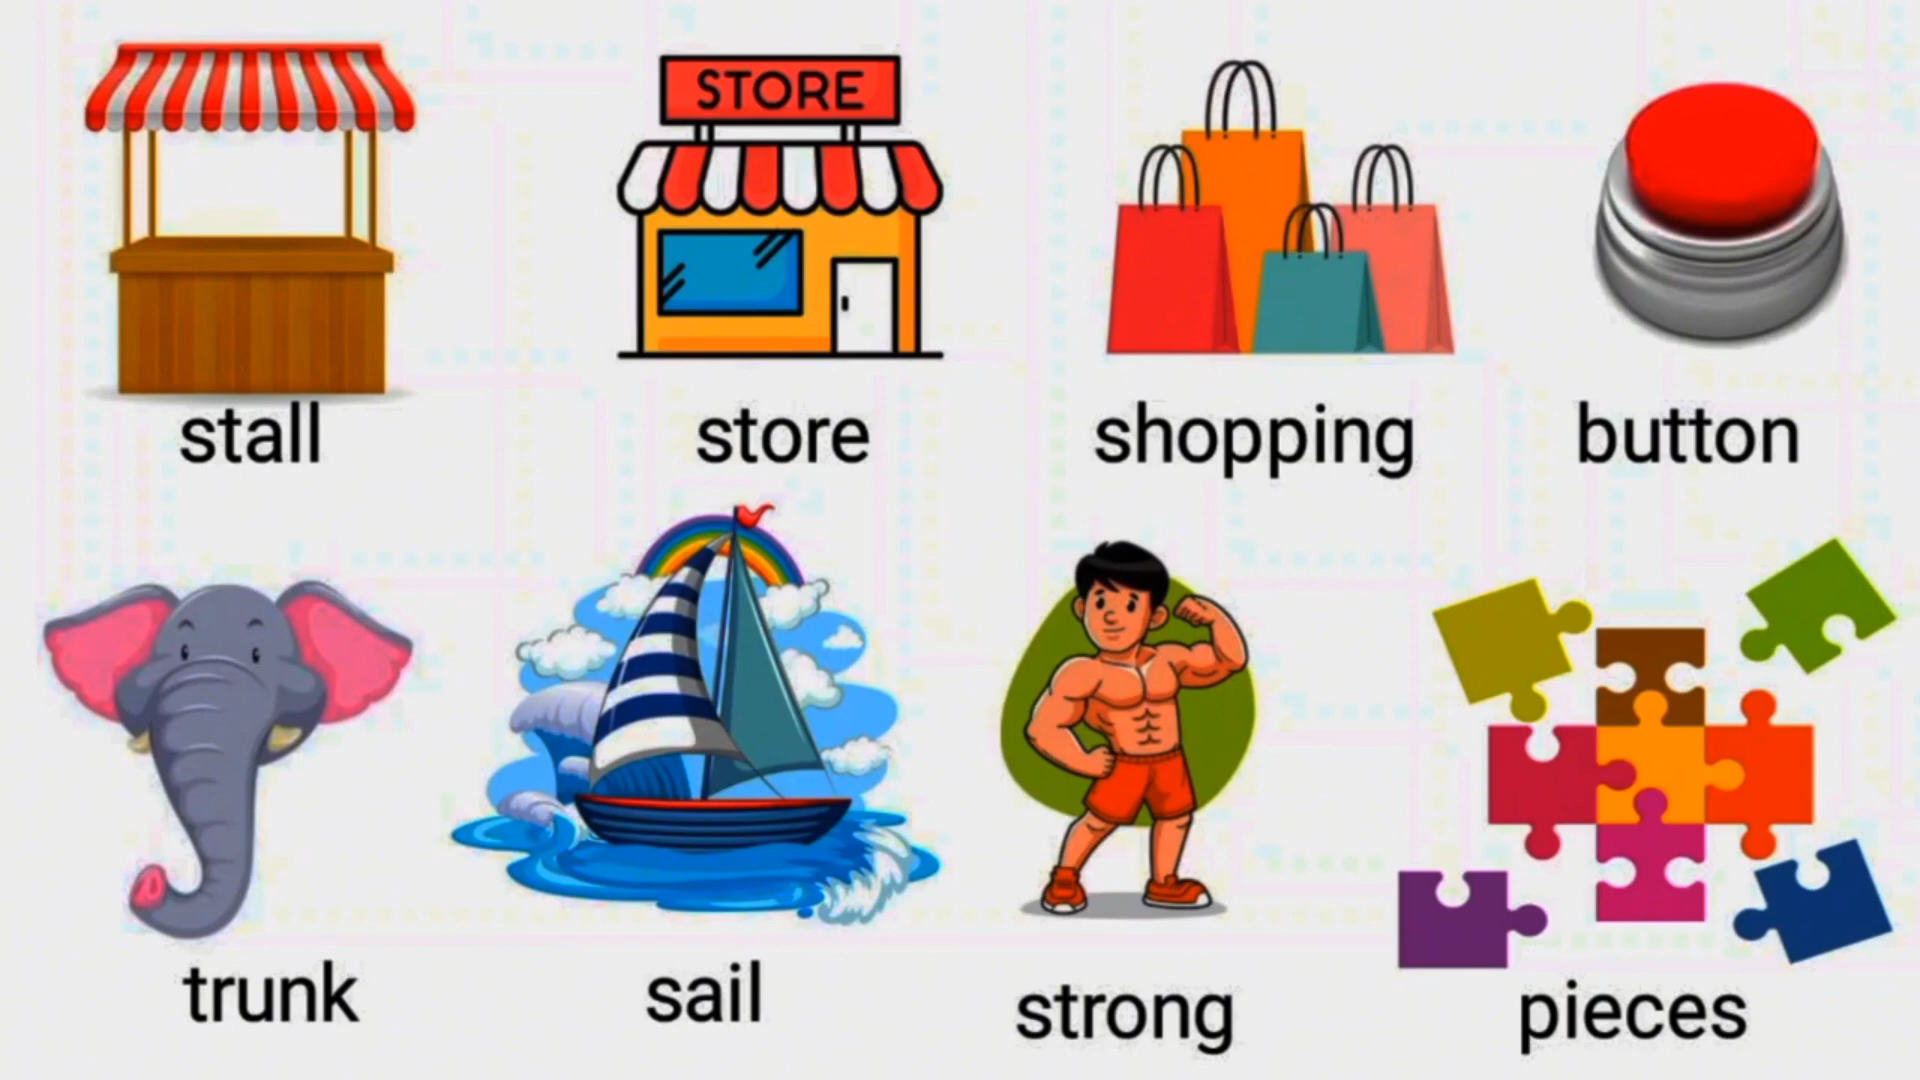 STORE
stall
store
shopping
button
trunk
sail
strong
pieces